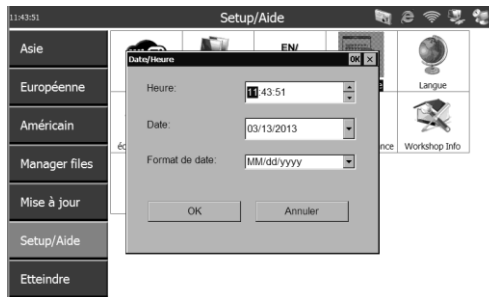 11:43:51
Setup/Aide
Asie
EN/
Date/Heure
OK
Européenne
Heure:
11:43:51
Langue
Américain
Date:
03/13/2013
éc
nce
Workshop Info
Manager files
Format de date:
MM/dd/yyyy
Mise à jour
OK
Annuler
Setup/Aide
Etteindre